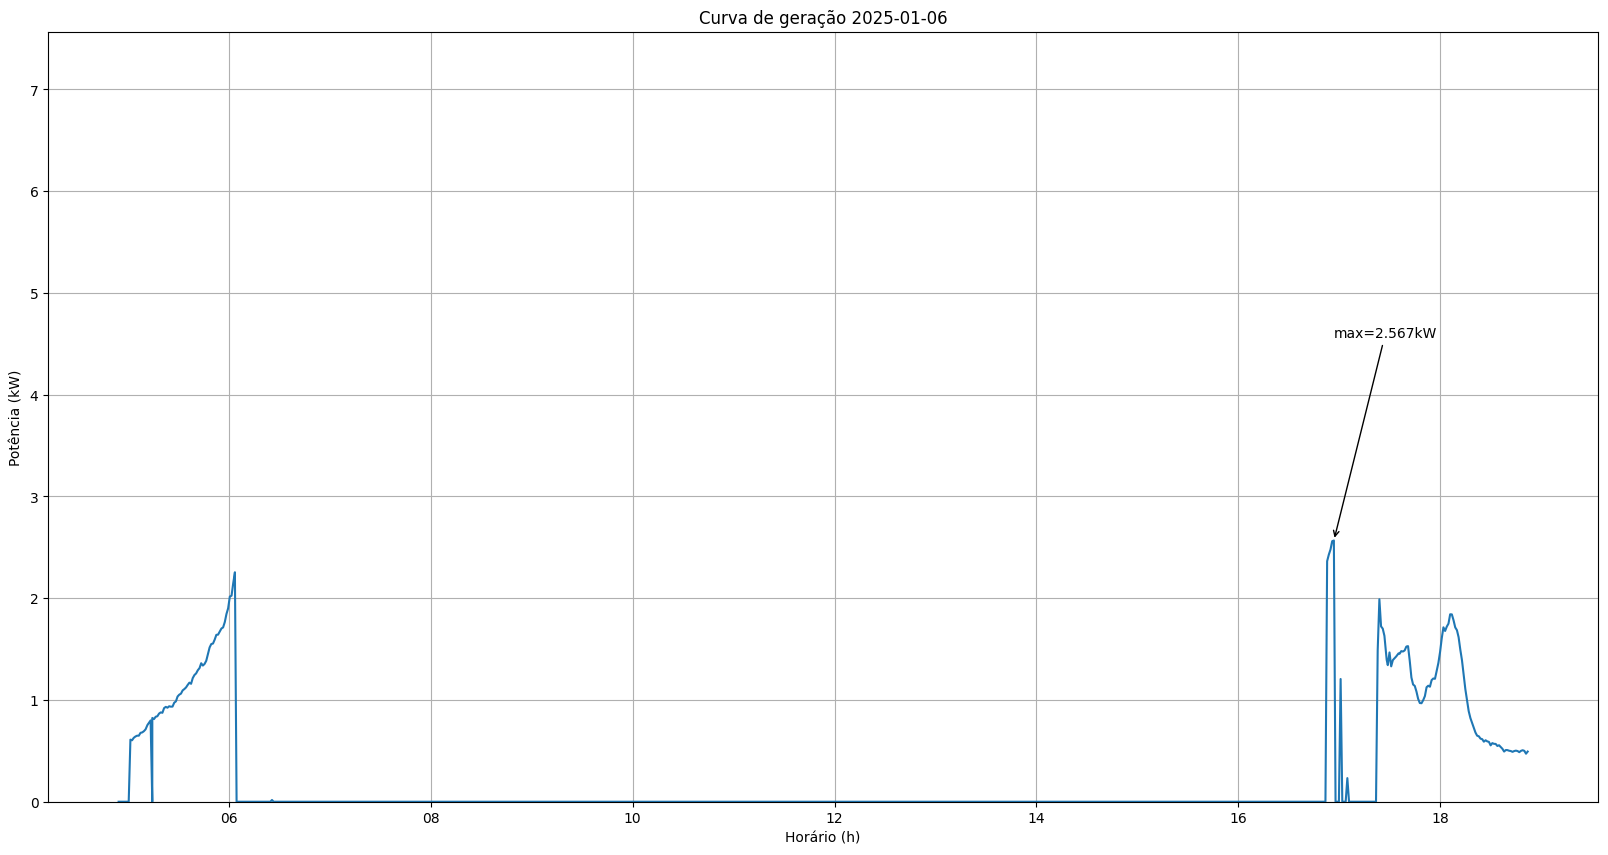 Curva de geração 2025-01-06
7
6
5
4
3
2
1
0
Potência (kW)
max=2.567kW
06 08 10 12 14 16 18
Horário (h)